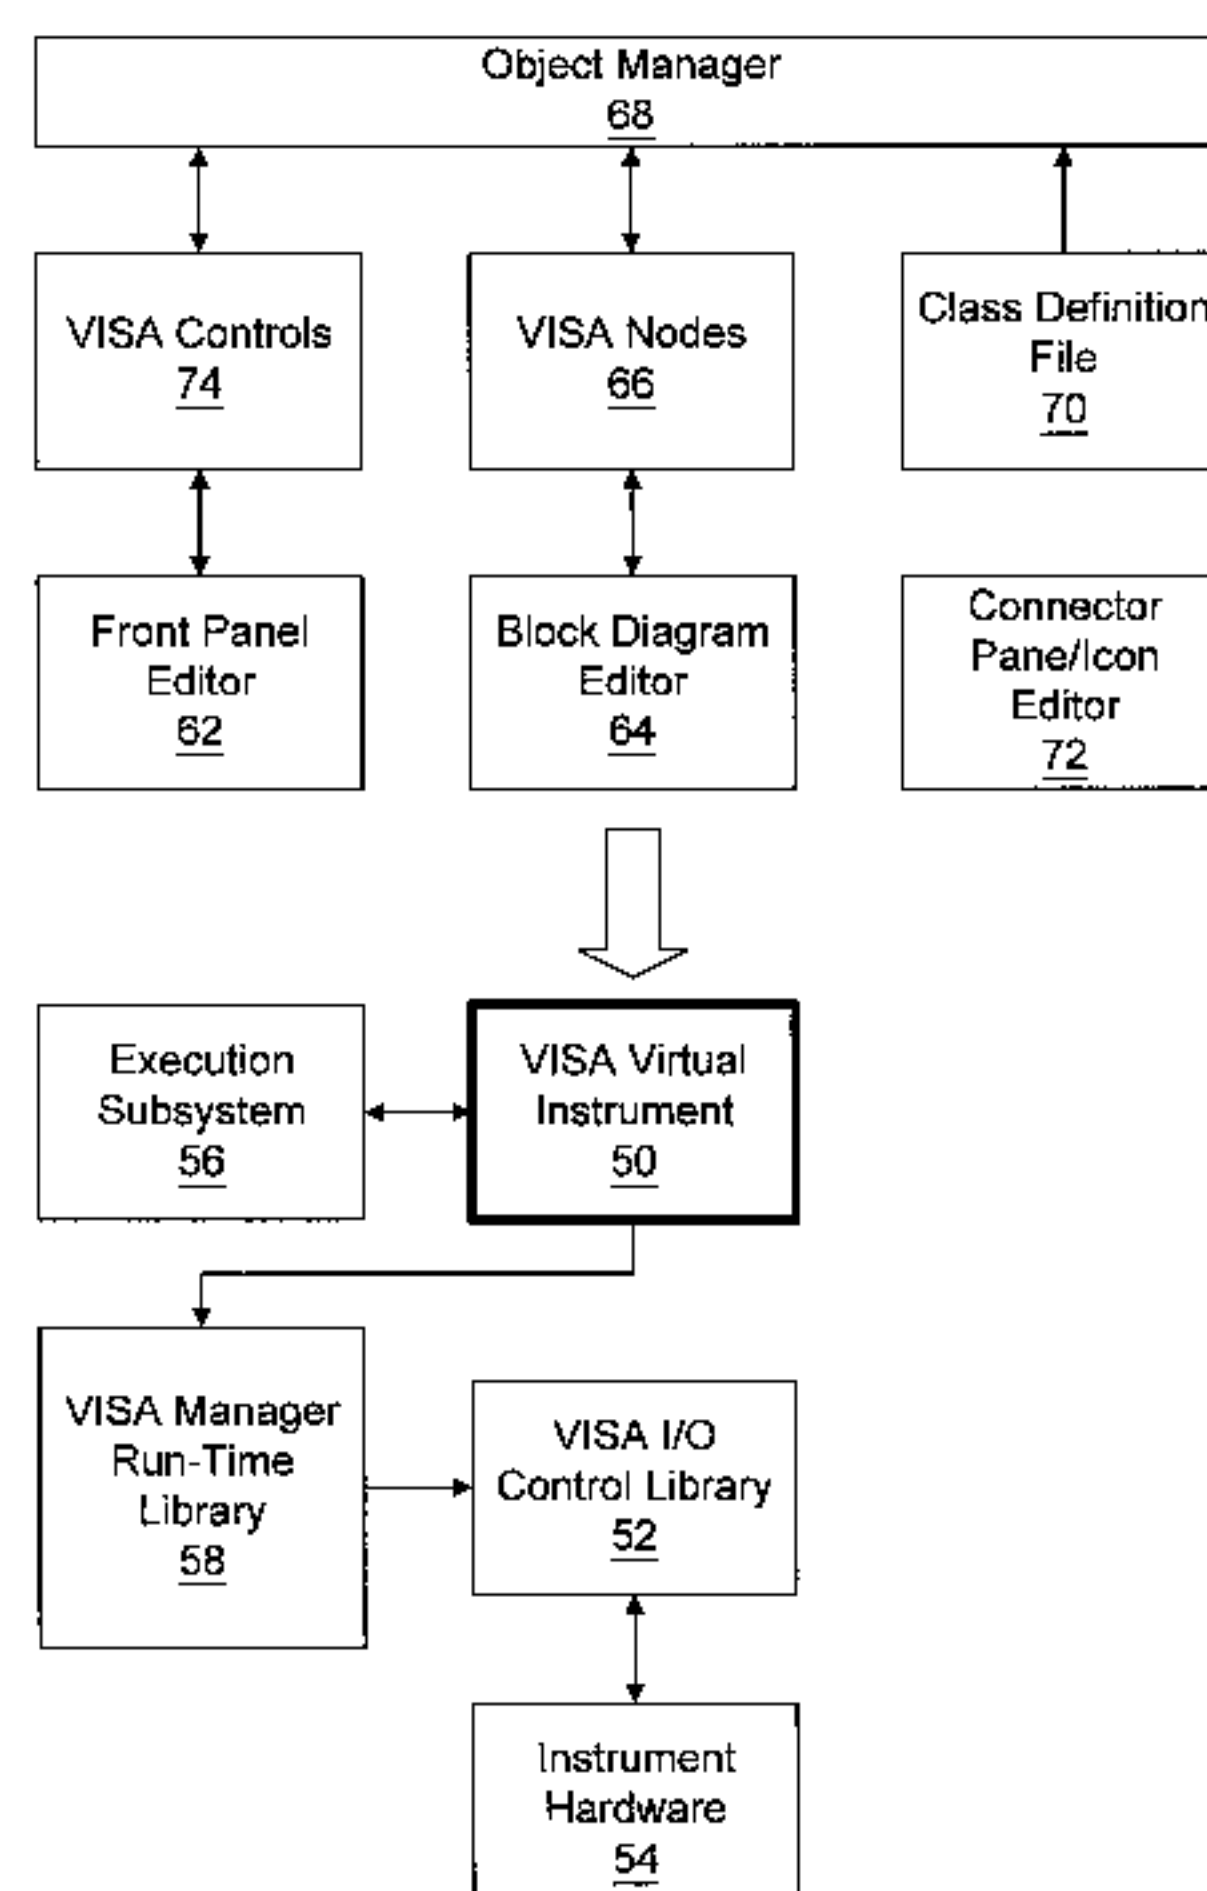 Object Manager
68
VISA Controls
74
VISA Nodes
66
Class Definition
File
70
Front Panel
Editor
62
Block Diagram
Editor
64
Connector
Pane/Icon
Editor
72
Execution
Subsystem
56
VISA Virtual
Instrument
50
VISA Manager
Run-Time
Library
58
VISA I/O
Control Library
52
Instrument
Hardware
54